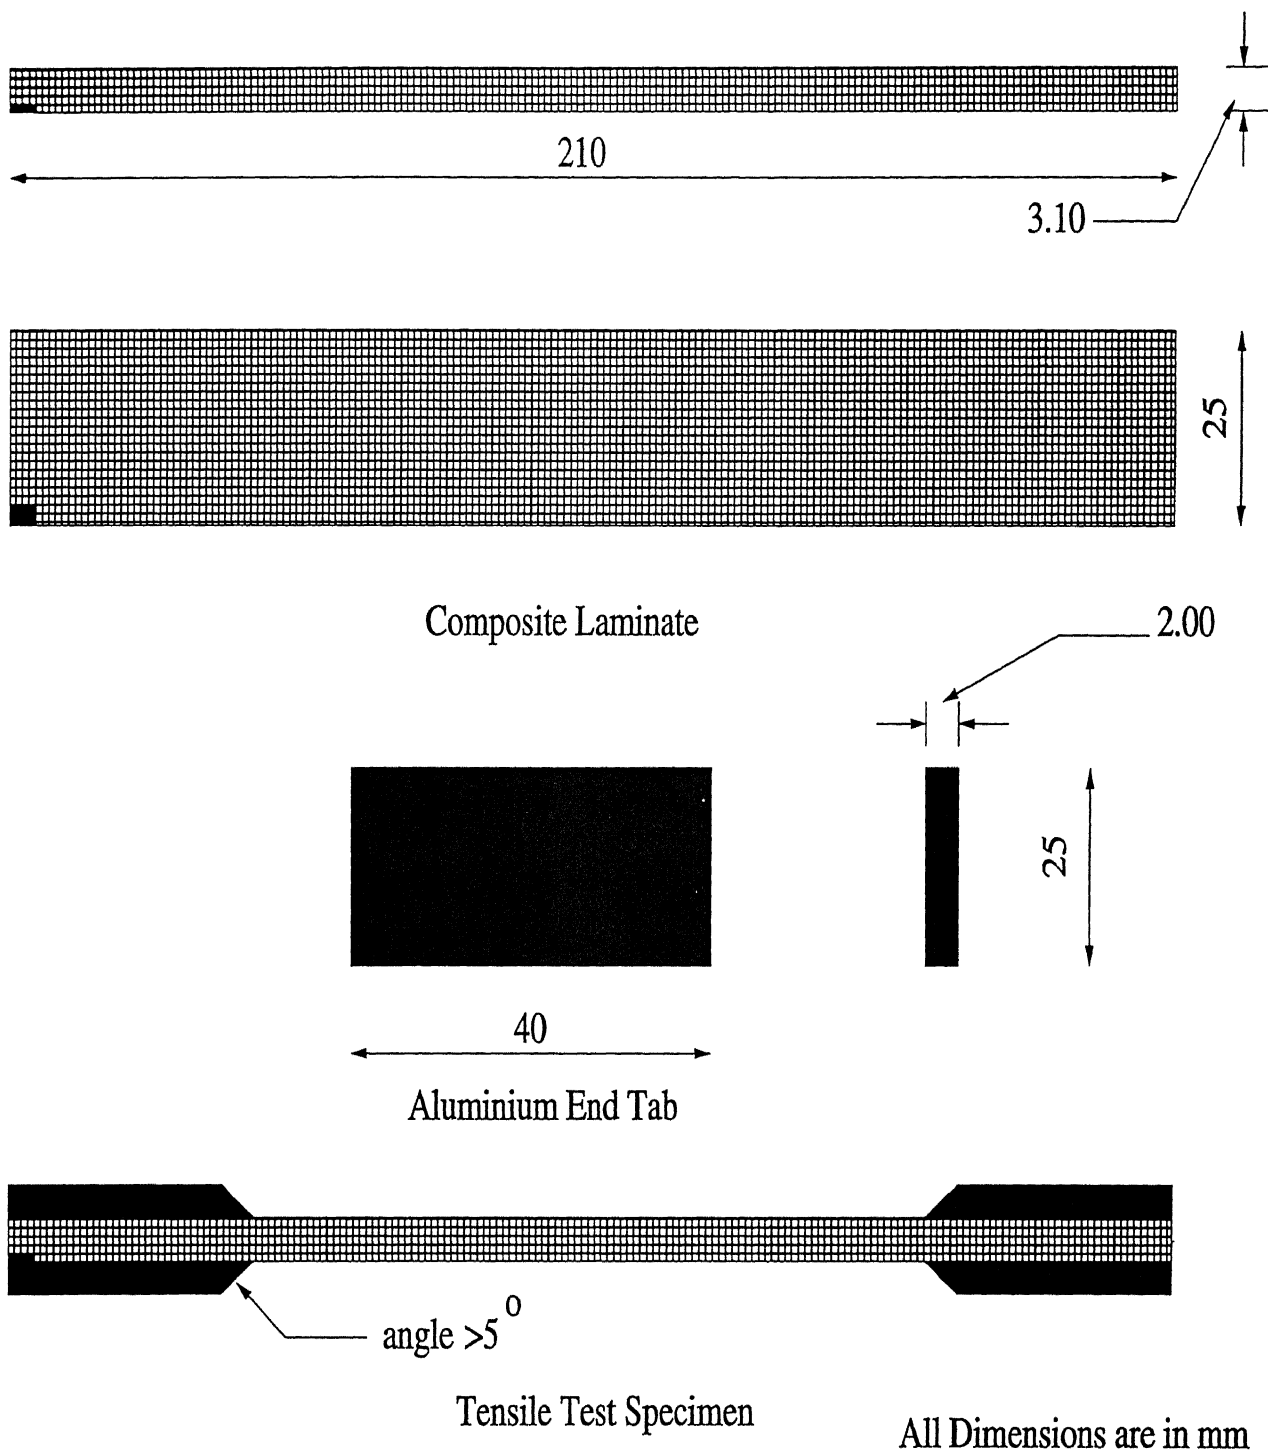 210
3.10
25
Composite Laminate
2.00
25
40
Aluminium End Tab
angle >5°
Tensile Test Specimen
All Dimensions are in mm